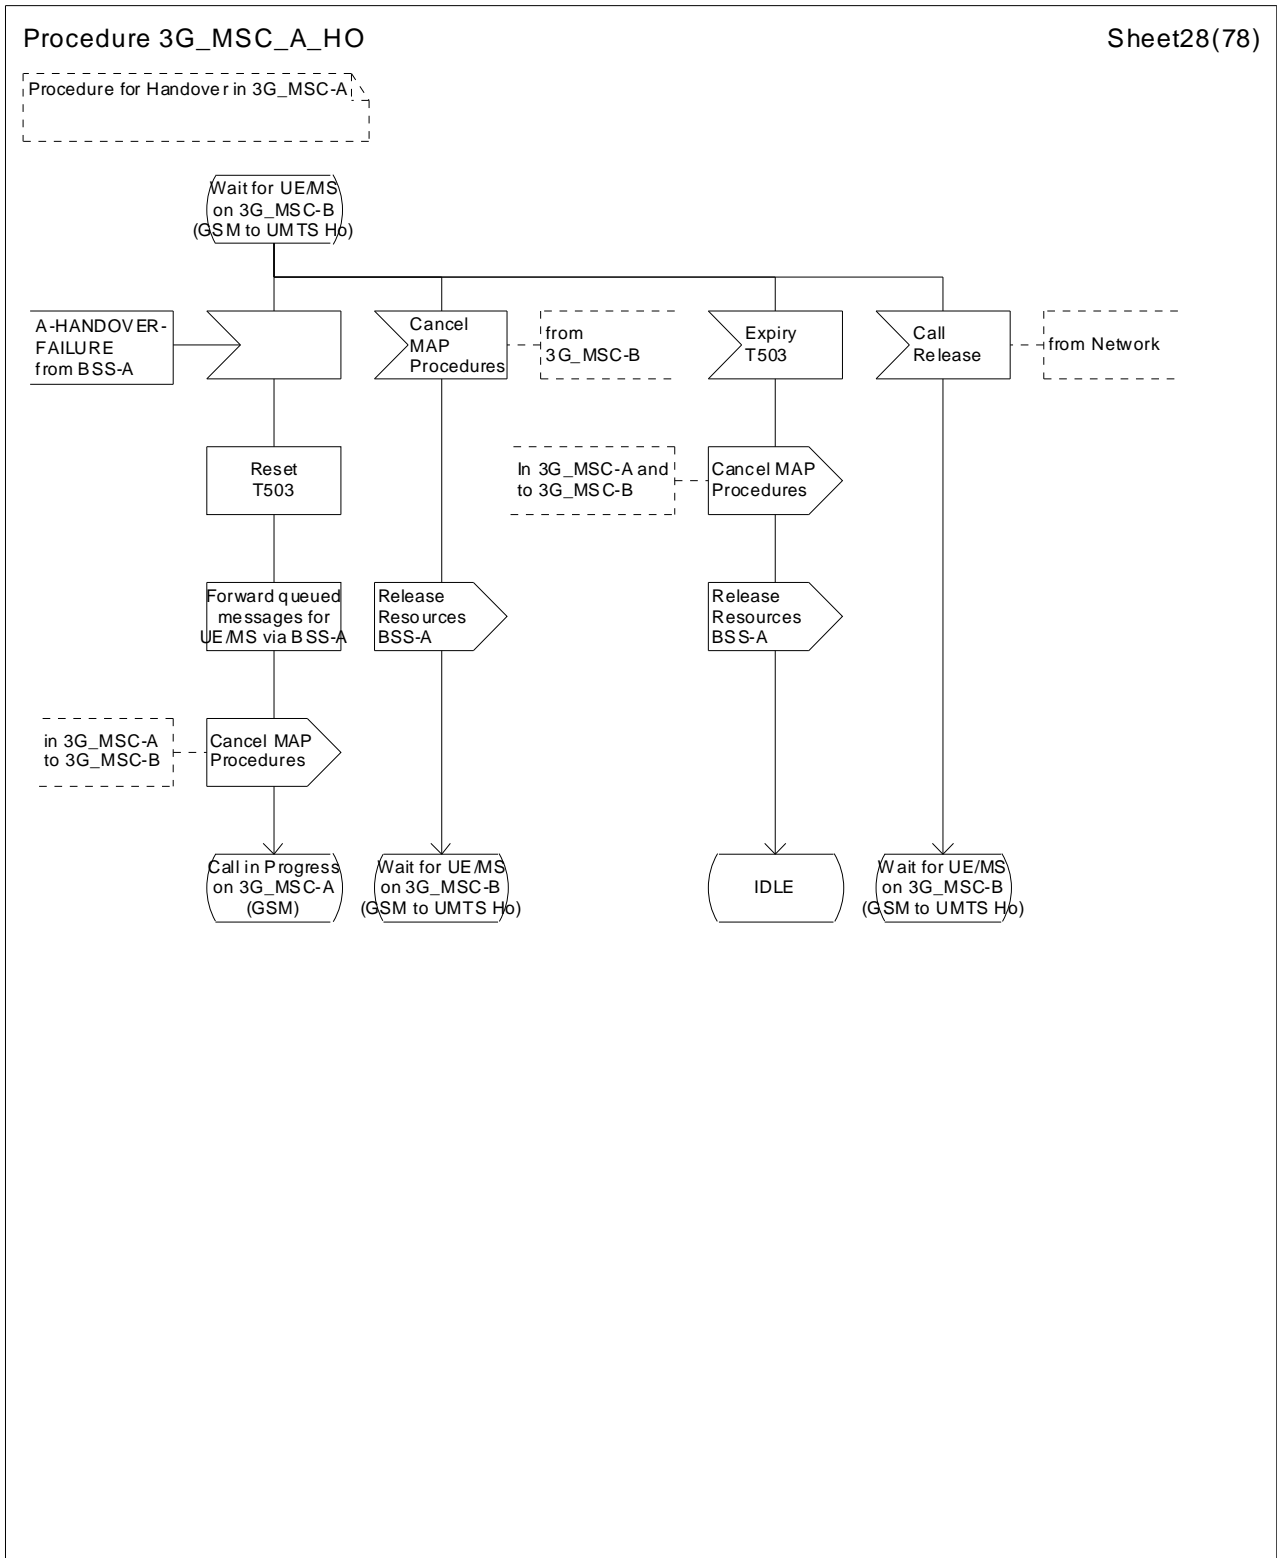 Procedure 3G_MSC_A_HO
Sheet28(78)
Procedure for Handover in 3G_MSC-A
Wait for UE/MS
on 3G_MSC-B
(GSM to UMTS Ho)
A-HANDOVER-
FAILURE
from BSS-A
Cancel
MAP
Procedures
from
3G_MSC-B
Expiry
T503
Call
Release
from Network
Reset
T503
In 3G_MSC-A and
to 3G_MSC-B
Cancel MAP
Procedures
Forward queued
messages for
UE/MS via BSS-A
Release
Resources
BSS-A
Release
Resources
BSS-A
in 3G_MSC-A
to 3G_MSC-B
Cancel MAP
Procedures
Call in Progress
on 3G_MSC-A
(GSM)
Wait for UE/MS
on 3G_MSC-B
(GSM to UMTS Ho)
IDLE
Wait for UE/MS
on 3G_MSC-B
(GSM to UMTS Ho)